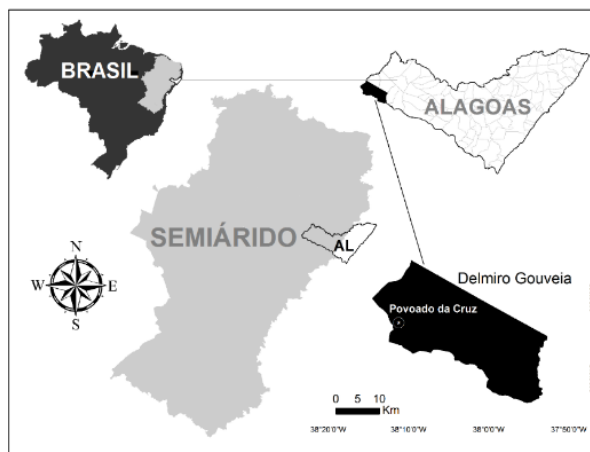 BRASIL
ALAGOAS
SEMIÁRIDO
AL
N
W
E
S
Delmiro Gouveia
Povoado da Cruz
0 5 10
Km
38°20'0"W 38°10'0"W 38°0'0"W 37°50'0"W